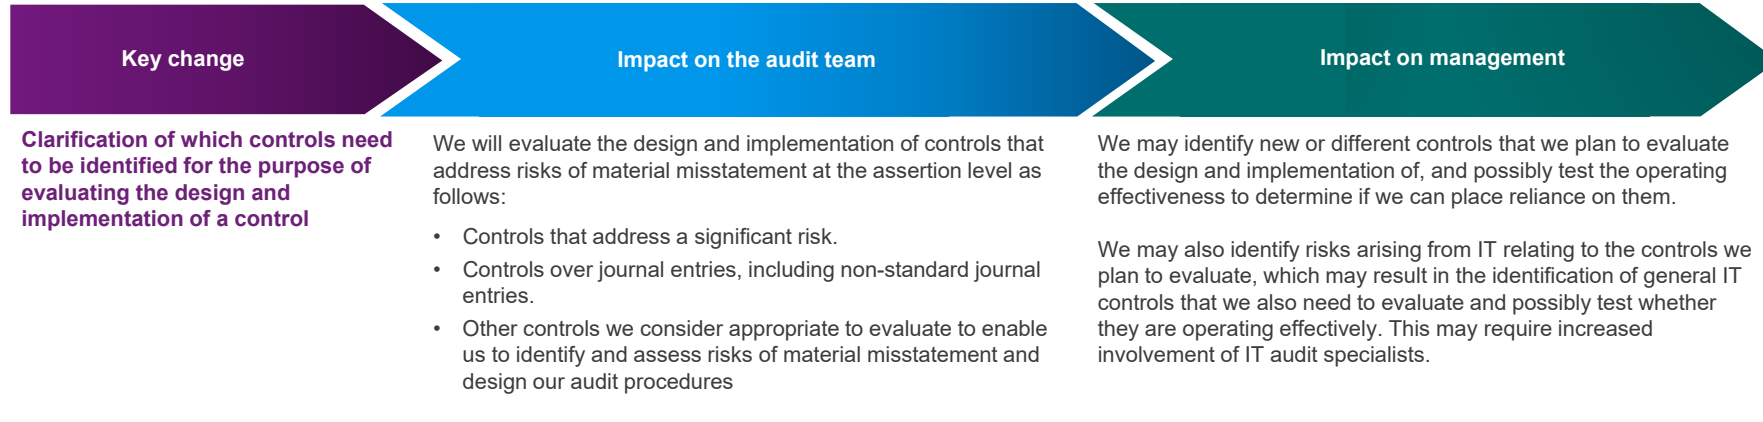 Key change
Impact on the audit team
Impact on management
Clarification of which controls need
to be identified for the purpose of
evaluating the design and
implementation of a control
We will evaluate the design and implementation of controls that
address risks of material misstatement at the assertion level as
follows:
• Controls that address a significant risk.
• Controls over journal entries, including non-standard journal
entries.
• Other controls we consider appropriate to evaluate to enable
us to identify and assess risks of material misstatement and
design our audit procedures
We may identify new or different controls that we plan to evaluate
the design and implementation of, and possibly test the operating
effectiveness to determine if we can place reliance on them.
We may also identify risks arising from IT relating to the controls we
plan to evaluate, which may result in the identification of general IT
controls that we also need to evaluate and possibly test whether
they are operating effectively. This may require increased
involvement of IT audit specialists.